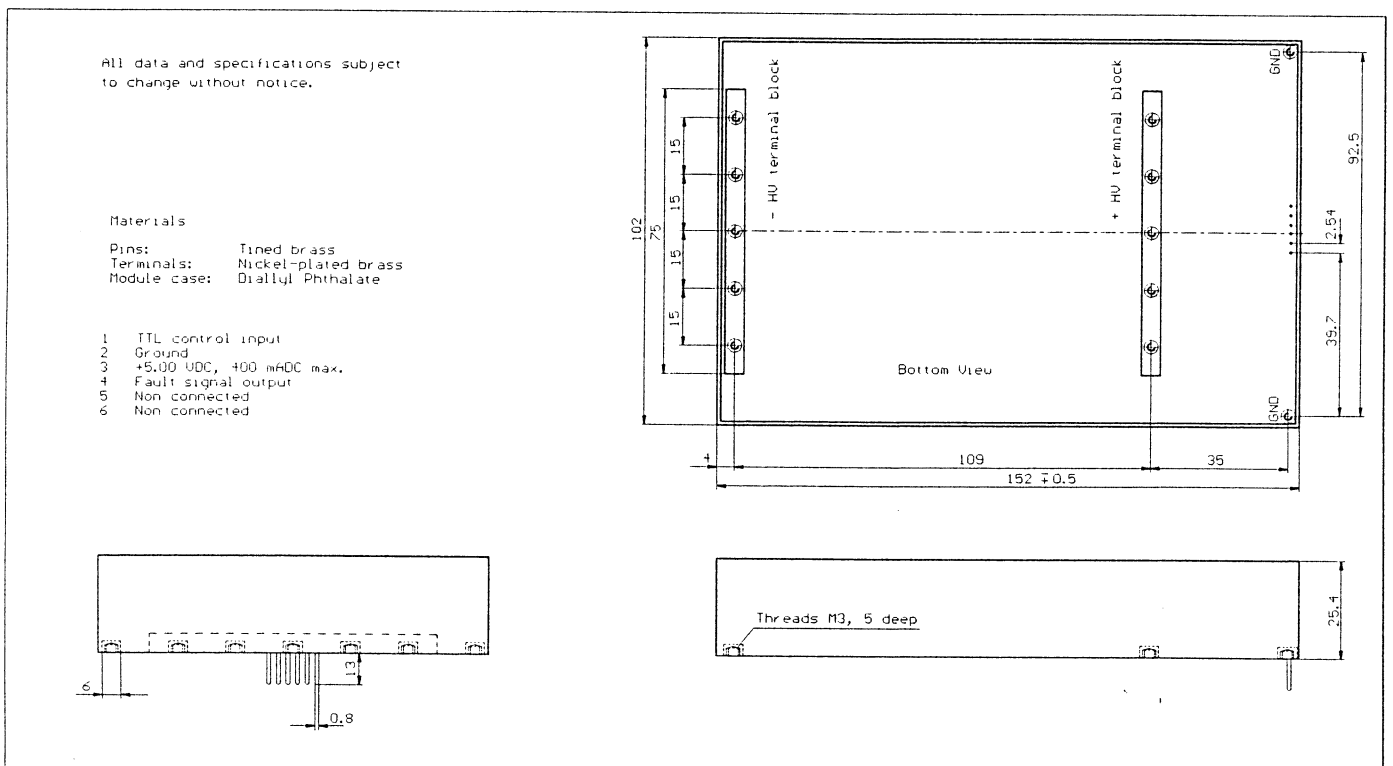 All data and specifications subject
to change without notice.
Materials
Pins: Tined brass
Terminals: Nickel-plated brass
Module case: Diallyl Phthalate
1 TTL control input
2 Ground
3 +5.00 VDC, 400 mADC max.
4 Fault signal output
5 Non connected
6 Non connected
102
75
15
15
15
15
- HV terminal block
+ HV terminal block
GND
92.5
2.54
39.7
GND
Bottom View
4
109
35
152 ∓0.5
6
13
0.8
Threads M3, 5 deep
25.4